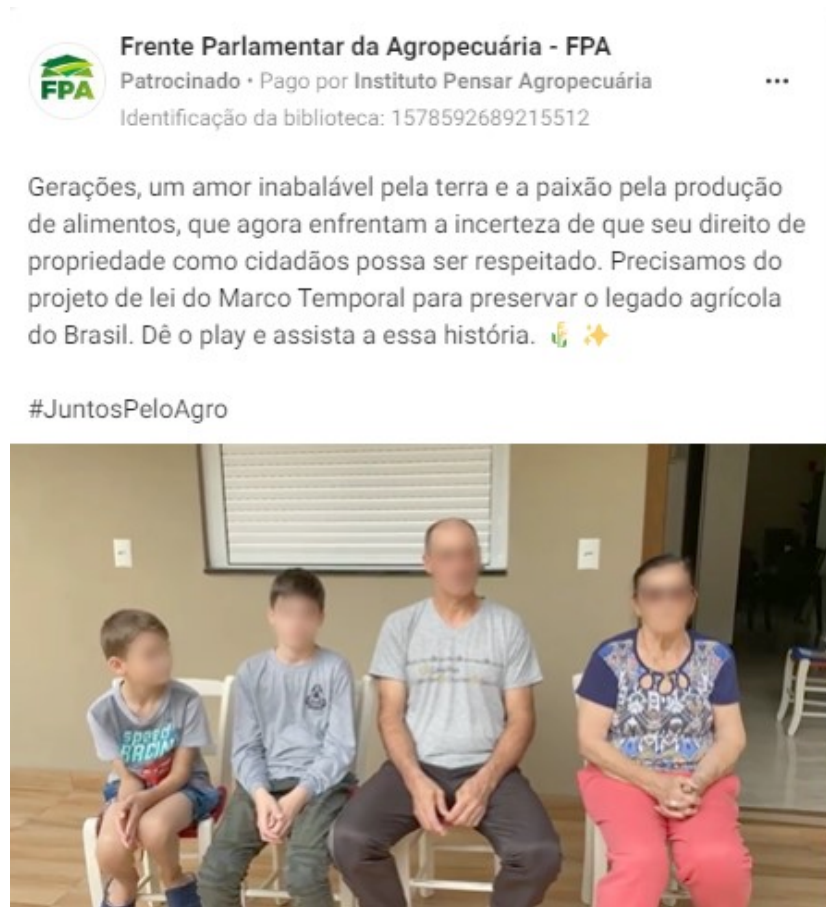 Frente Parlamentar da Agropecuária - FPA
FPA
Patrocinado • Pago por Instituto Pensar Agropecuária
Identificação da biblioteca: 1578592689215512
Gerações, um amor inabalável pela terra e a paixão pela produção
de alimentos, que agora enfrentam a incerteza de que seu direito de
propriedade como cidadãos possa ser respeitado. Precisamos do
projeto de lei do Marco Temporal para preservar o legado agrícola
do Brasil. Dê o play e assista a essa história. 🌾 ✨
#JuntosPeloAgro
SPEED
RACIN